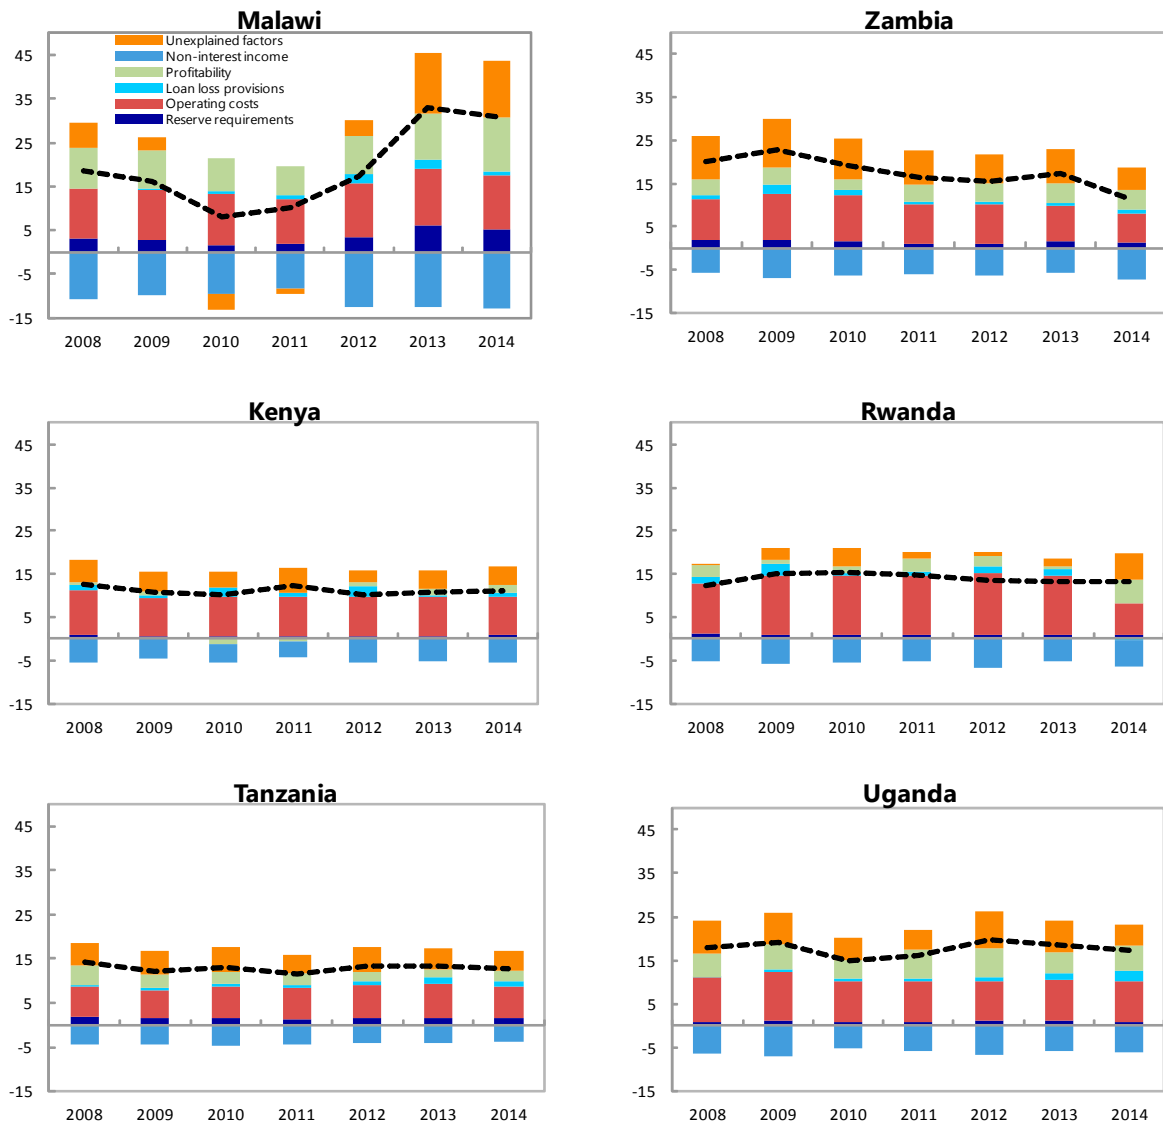 Malawi
Unexplained factors
Non-interest income
Profitability
Loan loss provisions
Operating costs
Reserve requirements
45
35
25
15
5
-5
-15
2008 2009 2010 2011 2012 2013 2014
Zambia
45
35
25
15
5
-5
-15
2008 2009 2010 2011 2012 2013 2014
Kenya
45
35
25
15
5
-5
-15
2008 2009 2010 2011 2012 2013 2014
Rwanda
45
35
25
15
5
-5
-15
2008 2009 2010 2011 2012 2013 2014
Tanzania
45
35
25
15
5
-5
-15
2008 2009 2010 2011 2012 2013 2014
Uganda
45
35
25
15
5
-5
-15
2008 2009 2010 2011 2012 2013 2014